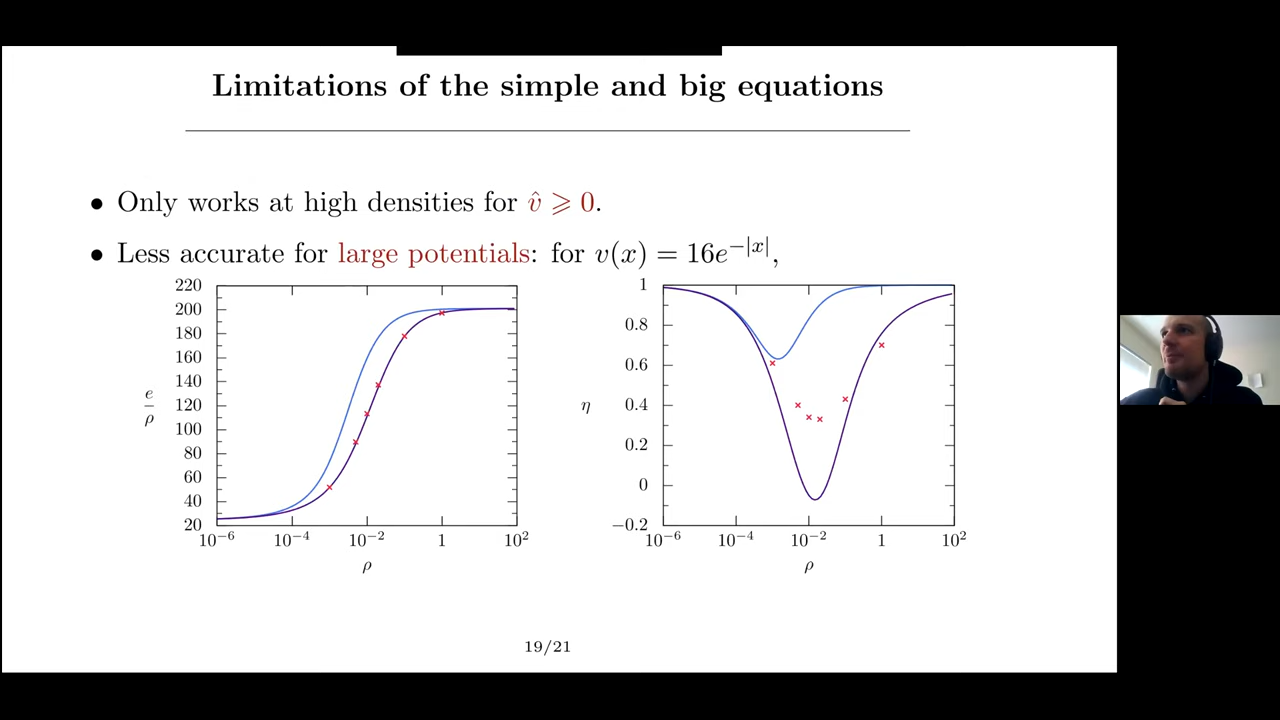 Limitations of the simple and big equations
• Only works at high densities for v̂ ⩾ 0.
• Less accurate for large potentials: for v(x) = 16e^{−|x|},
220
200
180
160
140
120
100
80
60
40
20
e/ρ
10^{−6} 10^{−4} 10^{−2} 1 10^{2}
ρ
1
0.8
0.6
0.4
0.2
0
−0.2
η
10^{−6} 10^{−4} 10^{−2} 1 10^{2}
ρ
19/21